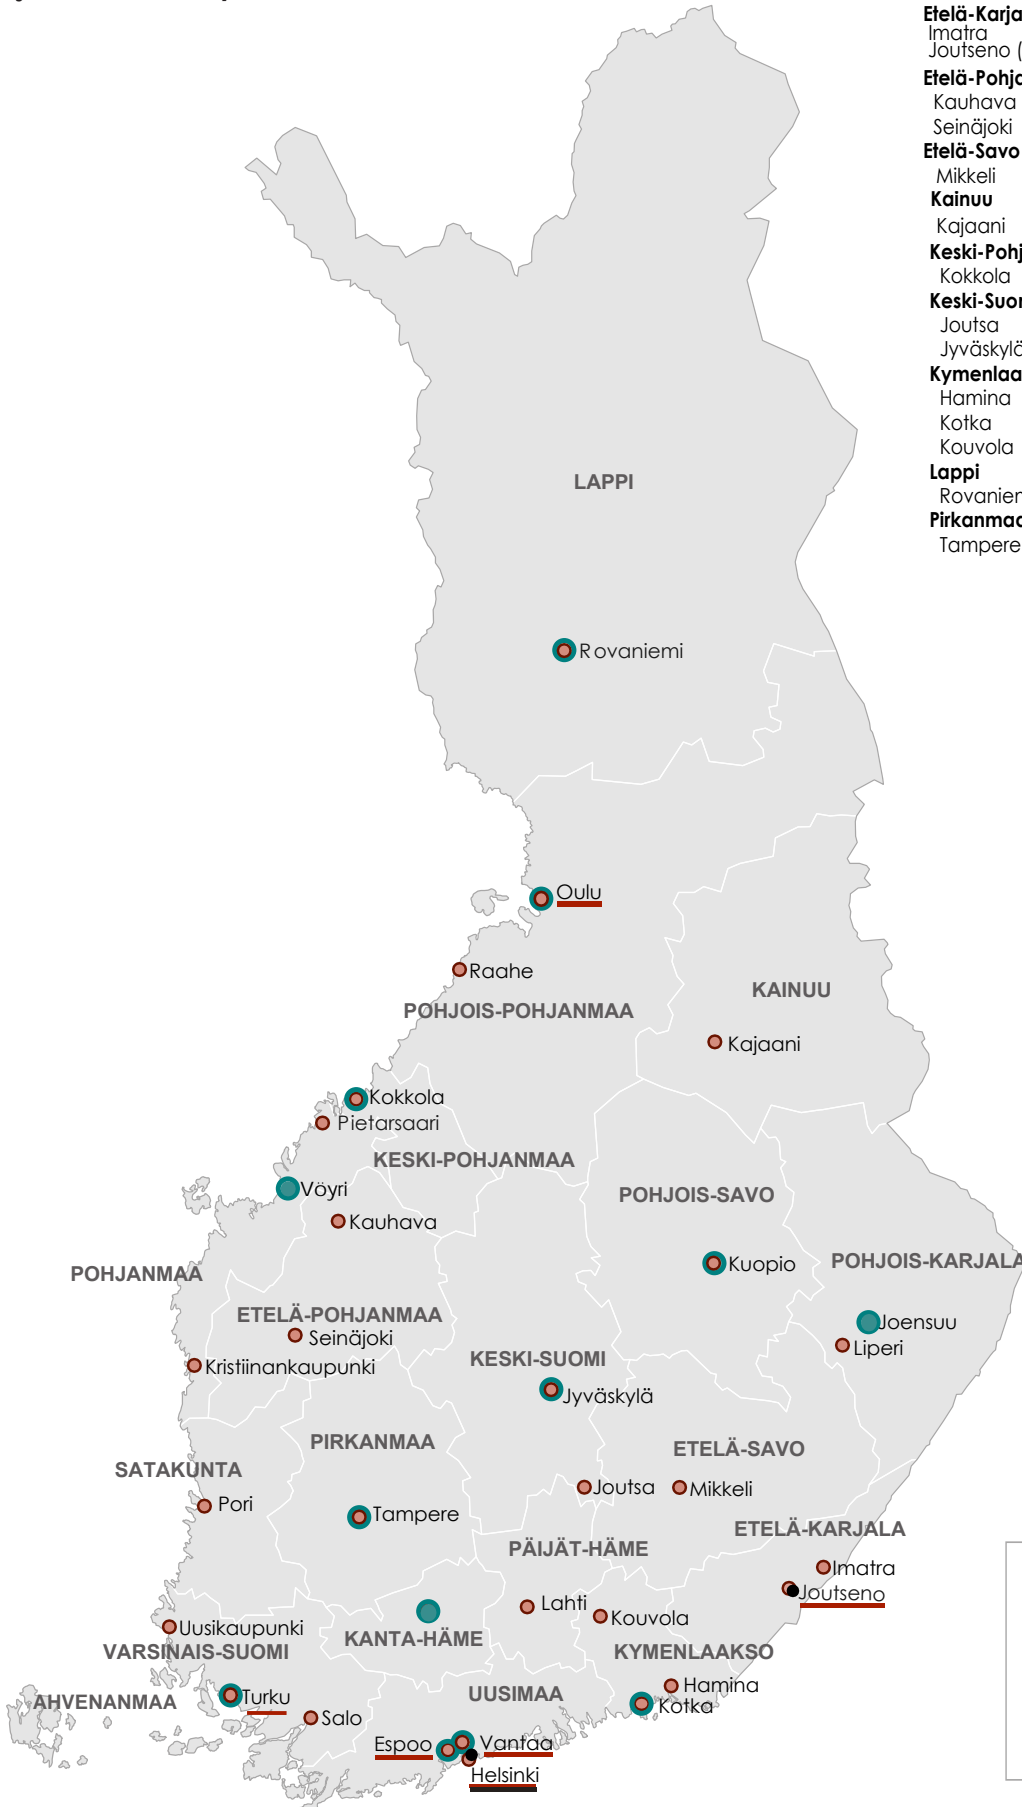 Etelä-Karja
Imatra
Joutseno (
Etelä-Pohja
Kauhava
Seinäjoki
Etelä-Savo
Mikkeli
Kainuu
Kajaani
Keski-Pohj
Kokkola
Keski-Suo
Joutsa
Jyväskylä
Kymenlaa
Hamina
Kotka
Kouvola
Lappi
Rovanie
Pirkanmaa
Tampere
LAPPI
Rovaniemi
Oulu
Raahe
KAINUU
POHJOIS-POHJANMAA
Kajaani
Kokkola
Pietarsaari
KESKI-POHJANMAA
Vöyri
POHJOIS-SAVO
Kauhava
Kuopio
POHJOIS-KARJALA
POHJANMAA
ETELÄ-POHJANMAA
Joensuu
Seinäjoki
Liperi
KESKI-SUOMI
Kristiinankaupunki
Jyväskylä
PIRKANMAA
ETELÄ-SAVO
SATAKUNTA
Joutsa
Mikkeli
Pori
Tampere
ETELÄ-KARJALA
PÄIJÄT-HÄME
Imatra
Joutseno
Lahti
Kouvola
Uusikaupunki
KANTA-HÄME
VARSINAIS-SUOMI
KYMENLAAKSO
Hamina
UUSIMAA
Turku
AHVENANMAA
Kotka
Salo
Espoo
Vantaa
Helsinki